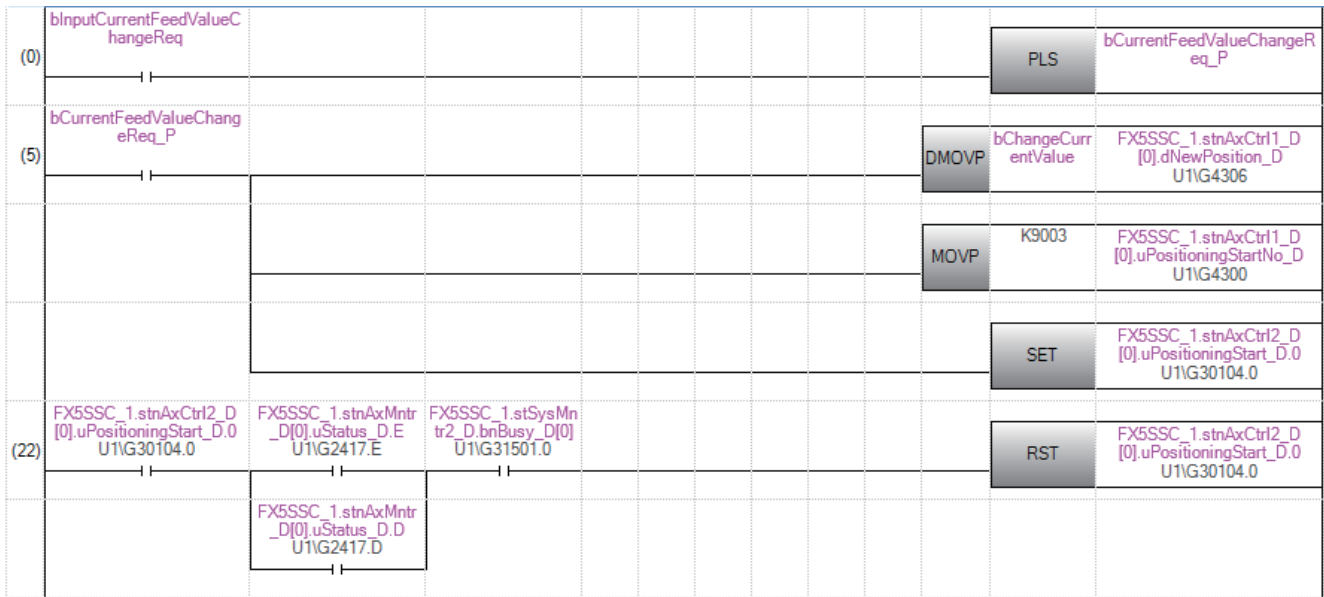 bInputCurrentFeedValueC
hangeReq
(0)
PLS
bCurrentFeedValueChangeR
eq_P
bCurrentFeedValueChang
eReq_P
(5)
DMOVP
bChangeCurr
entValue
FX5SSC_1.stnAxCtrl1_D
[0].dNewPosition_D
U1\G4306
MOVP
K9003
FX5SSC_1.stnAxCtrl1_D
[0].uPositioningStartNo_D
U1\G4300
SET
FX5SSC_1.stnAxCtrl2_D
[0].uPositioningStart_D.0
U1\G30104.0
(22)
FX5SSC_1.stnAxCtrl2_D
[0].uPositioningStart_D.0
U1\G30104.0
FX5SSC_1.stnAxMntr
_D[0].uStatus_D.E
U1\G2417.E
FX5SSC_1.stSysMn
tr2_D.bnBusy_D[0]
U1\G31501.0
RST
FX5SSC_1.stnAxCtrl2_D
[0].uPositioningStart_D.0
U1\G30104.0
FX5SSC_1.stnAxMntr
_D[0].uStatus_D.D
U1\G2417.D